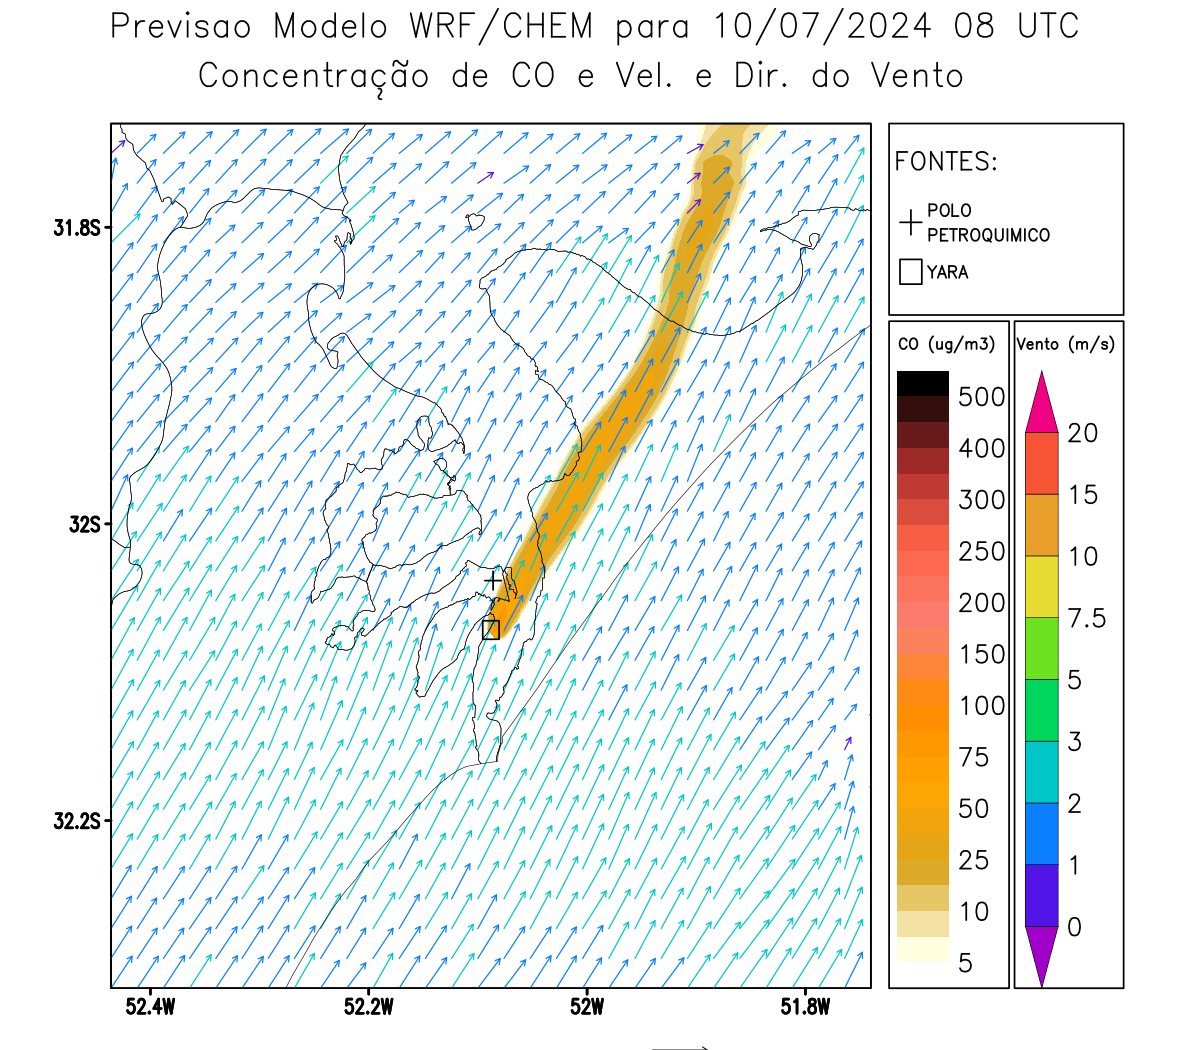 Previsao Modelo WRF/CHEM para 10/07/2024 08 UTC
Concentração de CO e Vel. e Dir. do Vento
FONTES:
POLO
PETROQUIMICO
YARA
CO (ug/m3)
500
400
300
250
200
150
100
75
50
25
10
5
Vento (m/s)
20
15
10
7.5
5
3
2
1
0
31.8S
32S
32.2S
52.4W
52.2W
52W
51.8W